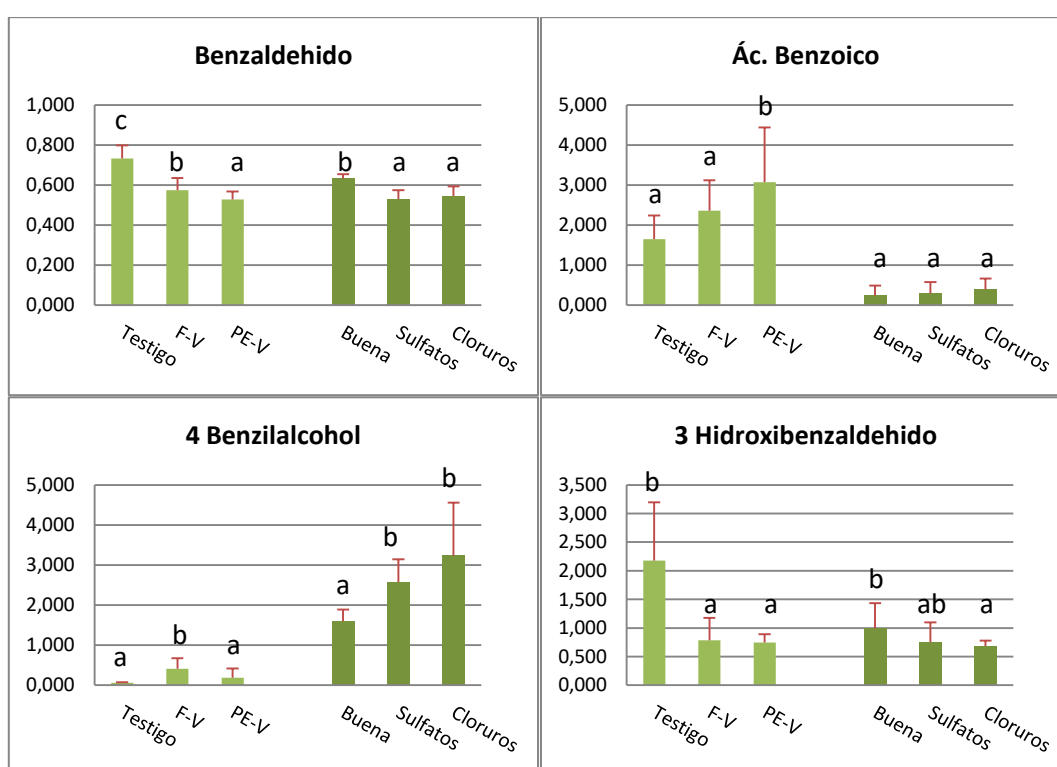 Benzaldehido
1,000
0,800
0,600
0,400
0,200
0,000
c
b
a
b
a
a
Testigo
F-V
PE-V
Buena
Sulfatos
Cloruros
Ác. Benzoico
5,000
4,000
3,000
2,000
1,000
0,000
a
a
b
a
a
a
Testigo
F-V
PE-V
Buena
Sulfatos
Cloruros
4 Benzilalcohol
5,000
4,000
3,000
2,000
1,000
0,000
a
b
a
a
b
b
Testigo
F-V
PE-V
Buena
Sulfatos
Cloruros
3 Hidroxibenzaldehido
3,500
3,000
2,500
2,000
1,500
1,000
0,500
0,000
b
a
a
b
ab
a
Testigo
F-V
PE-V
Buena
Sulfatos
Cloruros